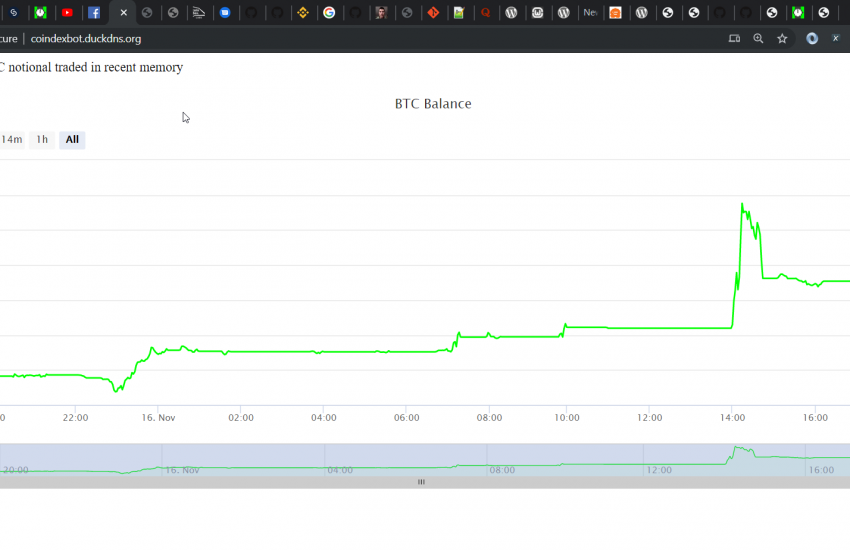 cure | coindexbot.duckdns.org
C notional traded in recent memory
BTC Balance
14m 1h All
0 22:00 16. Nov 02:00 04:00 06:00 08:00 10:00 12:00 14:00 16:00
20:00 16. Nov 04:00 08:00 12:00 16:00